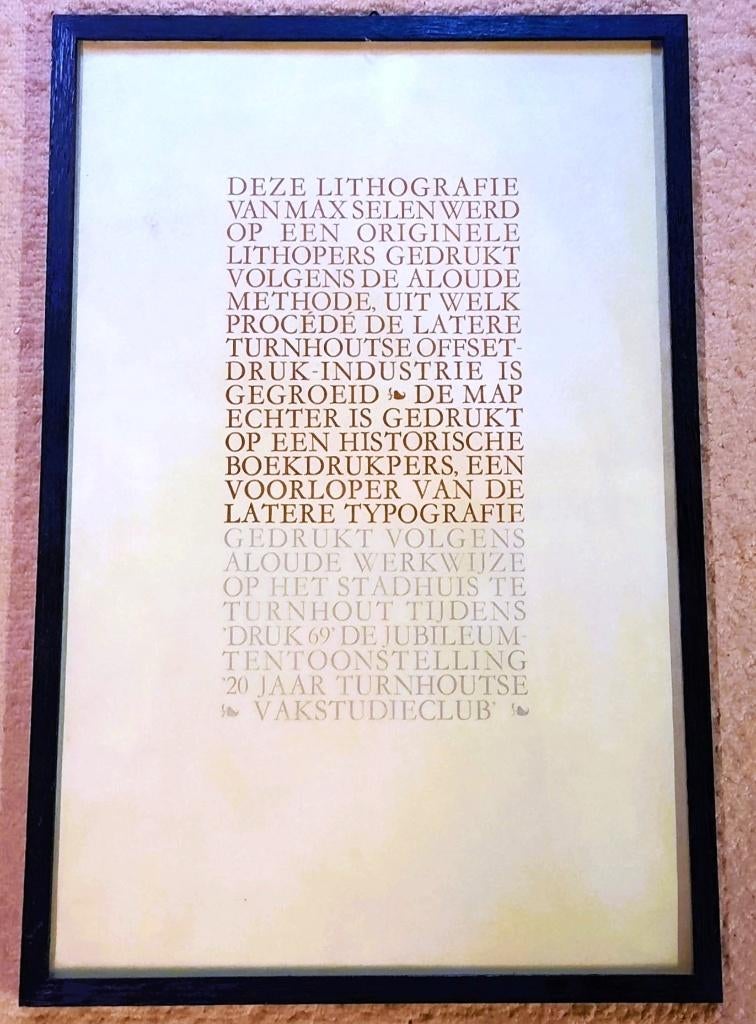 DEZE LITHOGRAFIE
VAN MAX SELEN WERD
OP EEN ORIGINELE
LITHOPERS GEDRUKT
VOLGENS DE ALOUDE
METHODE, UIT WELK
PROCÉDÉ DE LATERE
TURNHOUTSE OFFSET-
DRUK-INDUSTRIE IS
GEGROEID ❧ DE MAP
ECHTER IS GEDRUKT
OP EEN HISTORISCHE
BOEKDRUKPERS, EEN
VOORLOPER VAN DE
LATERE TYPOGRAFIE
GEDRUKT VOLGENS
ALOUDE WERKWIJZE
OP HET STADHUIS TE
TURNHOUT TIJDENS
'DRUK 69' DE JUBILEUM-
TENTOONSTELLING
'20 JAAR TURNHOUTSE
❧ VAKSTUDIECLUB' ❧